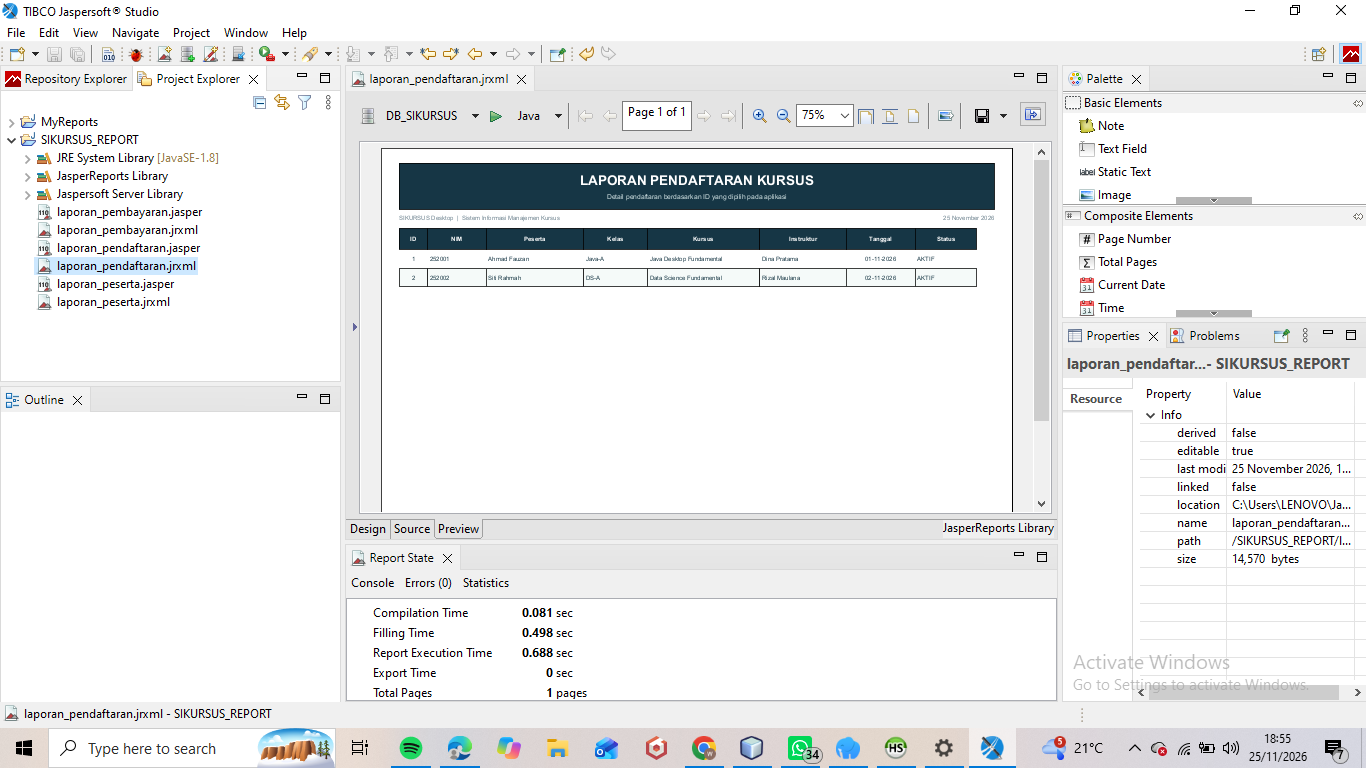 TIBCO Jaspersoft® Studio
File Edit View Navigate Project Window Help
Repository Explorer
Project Explorer
MyReports
SIKURSUS_REPORT
JRE System Library [JavaSE-1.8]
JasperReports Library
Jaspersoft Server Library
laporan_pembayaran.jasper
laporan_pembayaran.jrxml
laporan_pendaftaran.jasper
laporan_pendaftaran.jrxml
laporan_peserta.jasper
laporan_peserta.jrxml
Outline
laporan_pendaftaran.jrxml
DB_SIKURSUS Java Page 1 of 1 75%
LAPORAN PENDAFTARAN KURSUS
Detail pendaftaran berdasarkan ID yang dipilih pada aplikasi
SIKURSUS Desktop | Sistem Informasi Manajemen Kursus 25 November 2026
ID NIM Peserta Kelas Kursus Instruktur Tanggal Status
1 252001 Ahmad Fauzan Java-A Java Desktop Fundamental Dina Pratama 01-11-2026 AKTIF
2 252002 Siti Rahmah DS-A Data Science Fundamental Rizal Maulana 02-11-2026 AKTIF
Design Source Preview JasperReports Library
Report State
Console Errors (0) Statistics
Compilation Time 0.081 sec
Filling Time 0.498 sec
Report Execution Time 0.688 sec
Export Time 0 sec
Total Pages 1 pages
Palette
Basic Elements
Note
Text Field
label Static Text
Image
Composite Elements
# Page Number
Σ Total Pages
31 Current Date
31 Time
Properties Problems
laporan_pendaftar...- SIKURSUS_REPORT
Resource
Property Value
Info
derived false
editable true
last modi 25 November 2026, 1...
linked false
location C:\Users\LENOVO\Ja...
name laporan_pendaftaran...
path /SIKURSUS_REPORT/l...
size 14,570 bytes
Activate Windows
Go to Settings to activate Windows.
laporan_pendaftaran.jrxml - SIKURSUS_REPORT
Type here to search
34
HS
5
21°C
18:55
25/11/2026
7